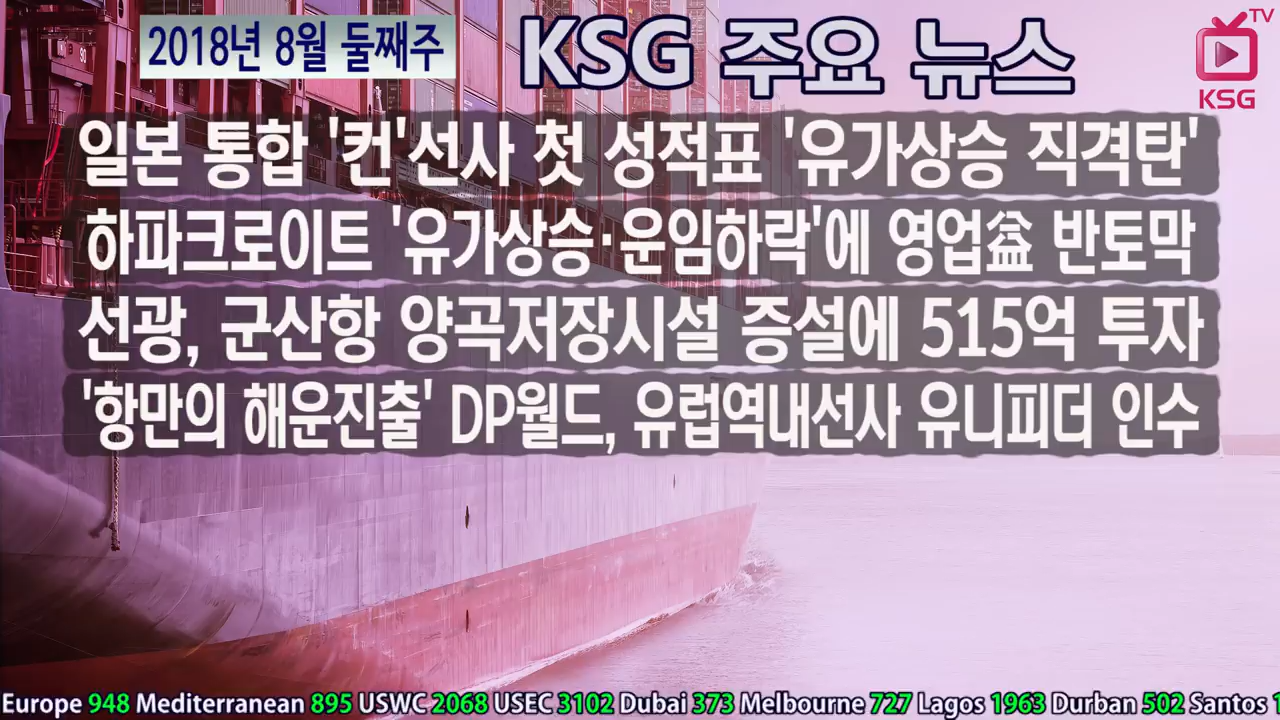 2018년 8월 둘째주
KSG 주요 뉴스
TV
KSG
일본 통합 '컨'선사 첫 성적표 '유가상승 직격탄'
하파크로이트 '유가상승·운임하락'에 영업益 반토막
선광, 군산항 양곡저장시설 증설에 515억 투자
'항만의 해운진출' DP월드, 유럽역내선사 유니피더 인수
Europe 948 Mediterranean 895 USWC 2068 USEC 3102 Dubai 373 Melbourne 727 Lagos 1963 Durban 502 Santos